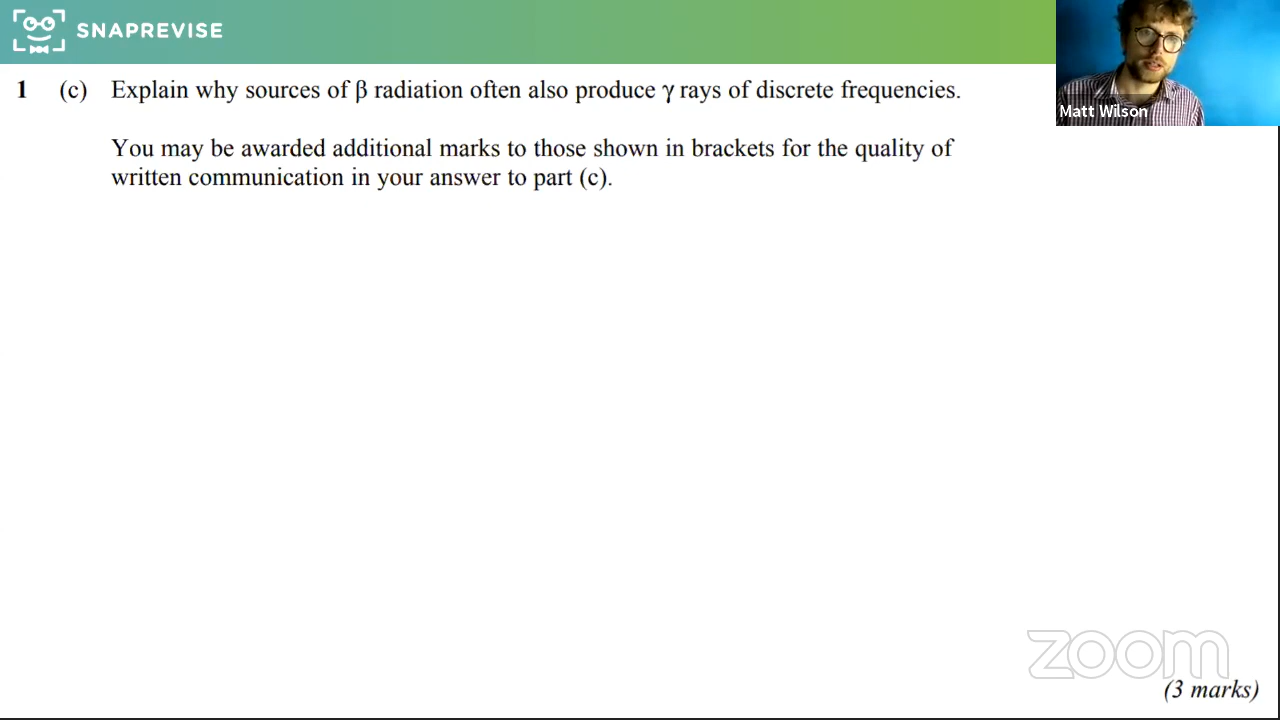 SNAPREVISE
Matt Wilson
1 (c) Explain why sources of β radiation often also produce γ rays of discrete frequencies.
You may be awarded additional marks to those shown in brackets for the quality of
written communication in your answer to part (c).
zoom
(3 marks)